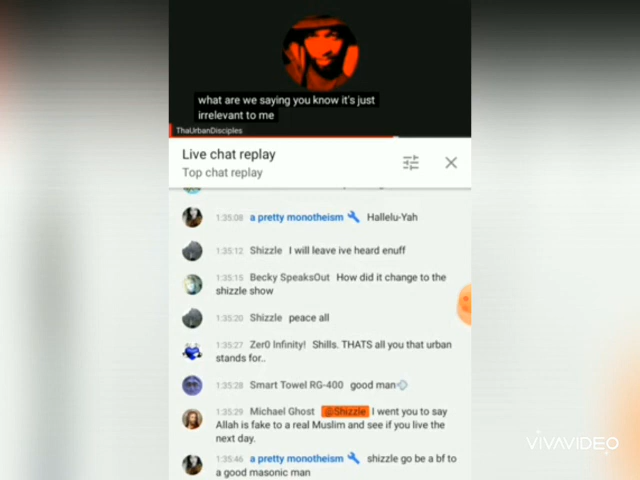 what are we saying you know it's just
irrelevant to me
ThaUrbanDisciples
Live chat replay
Top chat replay
1:35:08 a pretty monotheism Hallelu-Yah
1:35:12 Shizzle I will leave ive heard enuff
1:35:15 Becky SpeaksOut How did it change to the
shizzle show
1:35:20 Shizzle peace all
1:35:27 Zer0 Infinity! Shills. THATS all you that urban
stands for..
1:35:28 Smart Towel RG-400 good man
1:35:29 Michael Ghost @Shizzle I went you to say
Allah is fake to a real Muslim and see if you live the
next day.
1:35:46 a pretty monotheism shizzle go be a bf to
a good masonic man
VIVAVIDEO